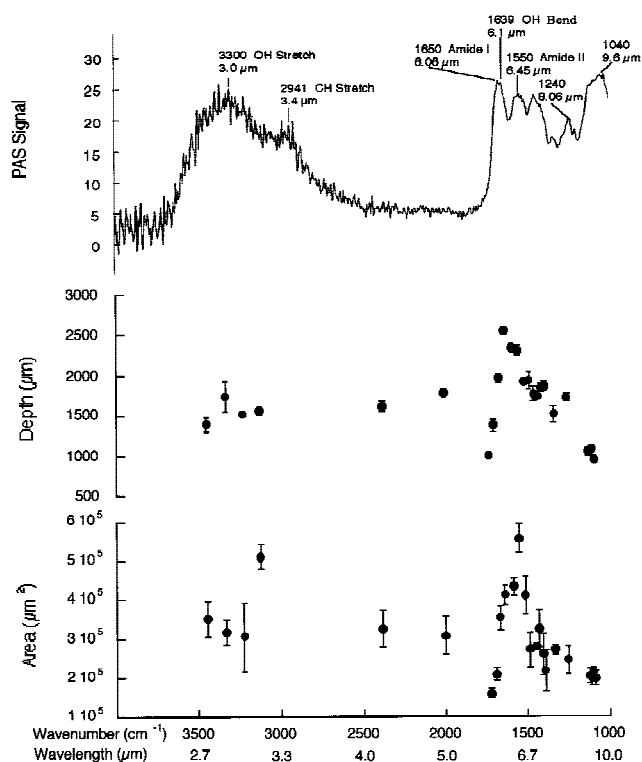 1639 OH Bend
6.1 µm
1040
9.6 µm
3300 OH Stretch
3.0 µm
1650 Amide I
6.06 µm
1550 Amide II
6.45 µm
2941 CH Stretch
3.4 µm
1240
8.06 µm
PAS Signal
30
25
20
15
10
5
0
Depth (µm)
3000
2500
2000
1500
1000
500
Area (µm²)
6 10⁵
5 10⁵
4 10⁵
3 10⁵
2 10⁵
1 10⁵
Wavenumber (cm⁻¹) 3500 3000 2000 1500 1000
Wavelength (µm) 2.7 3.3 4.0 5.0 6.7 10.0